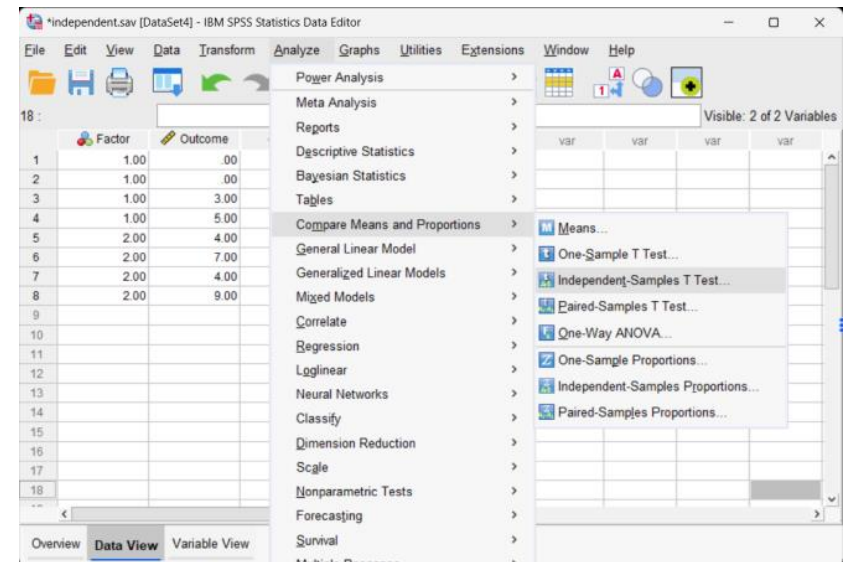 *independent.sav [DataSet4] - IBM SPSS Statistics Data Editor
File Edit View Data Transform Analyze Graphs Utilities Extensions Window Help
18 :
Visible: 2 of 2 Variables
Factor Outcome var var var var
1 1.00 .00
2 1.00 .00
3 1.00 3.00
4 1.00 5.00
5 2.00 4.00
6 2.00 7.00
7 2.00 4.00
8 2.00 9.00
9
10
11
12
13
14
15
16
17
18
Power Analysis
Meta Analysis
Reports
Descriptive Statistics
Bayesian Statistics
Tables
Compare Means and Proportions
General Linear Model
Generalized Linear Models
Mixed Models
Correlate
Regression
Loglinear
Neural Networks
Classify
Dimension Reduction
Scale
Nonparametric Tests
Forecasting
Survival
Means...
One-Sample T Test...
Independent-Samples T Test...
Paired-Samples T Test...
One-Way ANOVA...
One-Sample Proportions...
Independent-Samples Proportions...
Paired-Samples Proportions...
Overview Data View Variable View